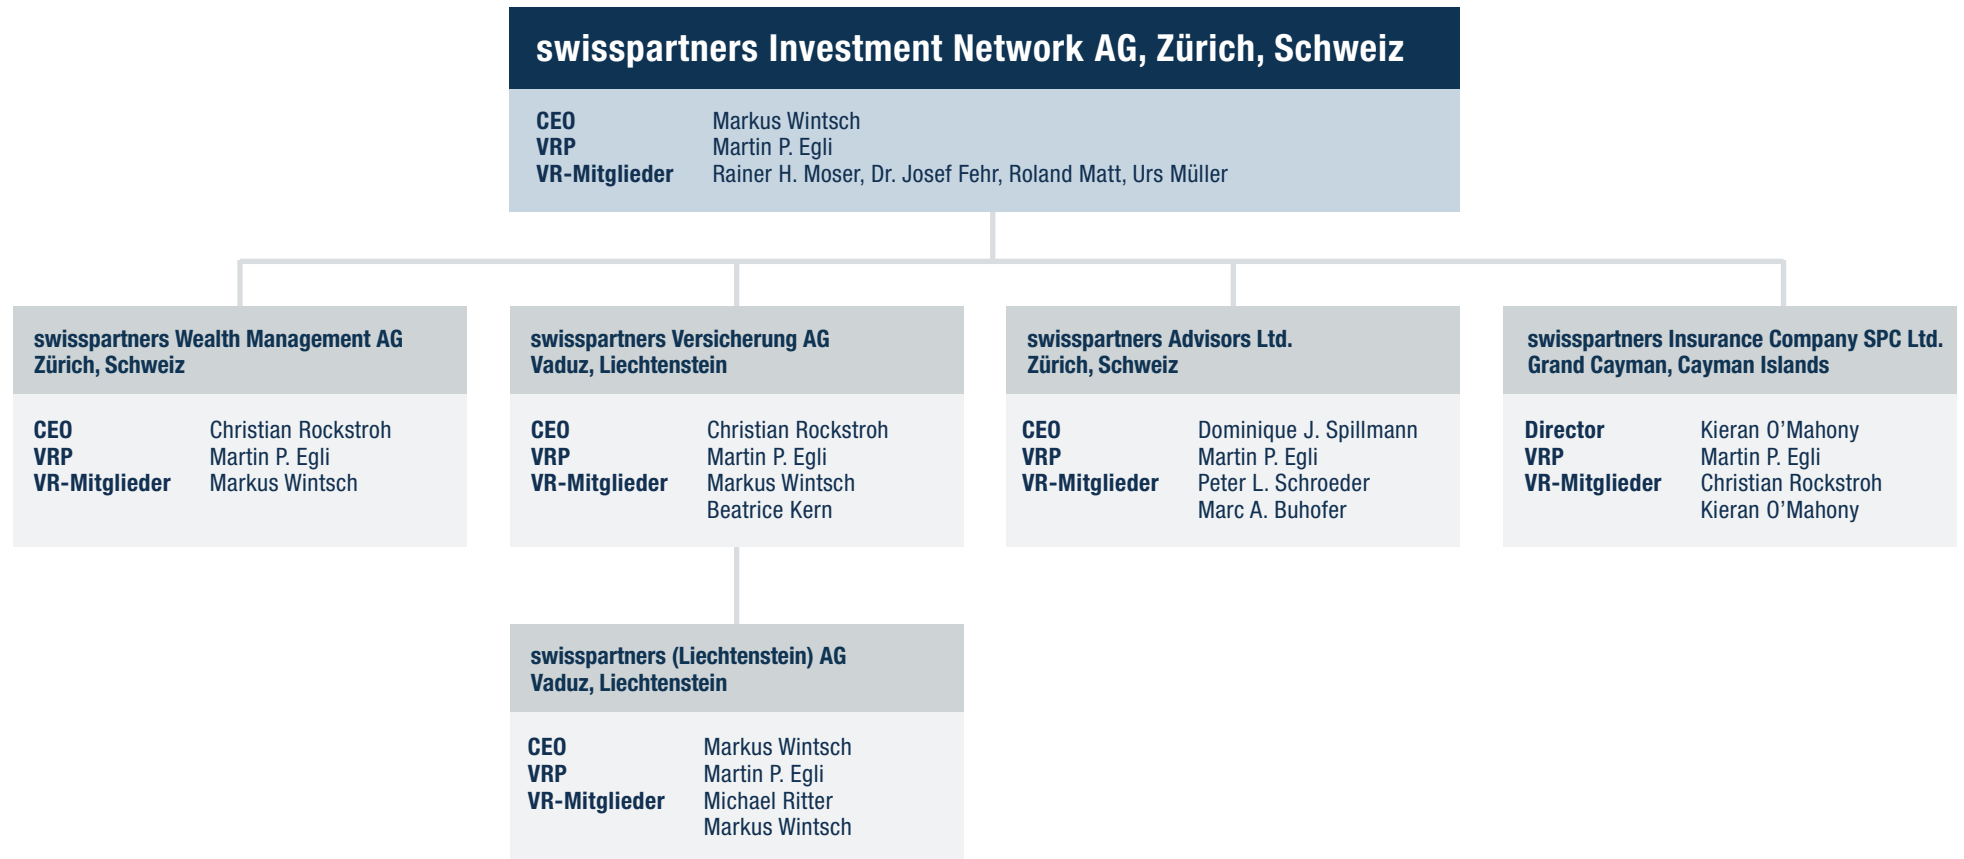 swisspartners Investment Network AG, Zürich, Schweiz
CEO Markus Wintsch
VRP Martin P. Egli
VR-Mitglieder Rainer H. Moser, Dr. Josef Fehr, Roland Matt, Urs Müller
swisspartners Wealth Management AG
Zürich, Schweiz
CEO Christian Rockstroh
VRP Martin P. Egli
VR-Mitglieder Markus Wintsch
swisspartners Versicherung AG
Vaduz, Liechtenstein
CEO Christian Rockstroh
VRP Martin P. Egli
VR-Mitglieder Markus Wintsch
Beatrice Kern
swisspartners Advisors Ltd.
Zürich, Schweiz
CEO Dominique J. Spillmann
VRP Martin P. Egli
VR-Mitglieder Peter L. Schroeder
Marc A. Buhofer
swisspartners Insurance Company SPC Ltd.
Grand Cayman, Cayman Islands
Director Kieran O’Mahony
VRP Martin P. Egli
VR-Mitglieder Christian Rockstroh
Kieran O’Mahony
swisspartners (Liechtenstein) AG
Vaduz, Liechtenstein
CEO Markus Wintsch
VRP Martin P. Egli
VR-Mitglieder Michael Ritter
Markus Wintsch